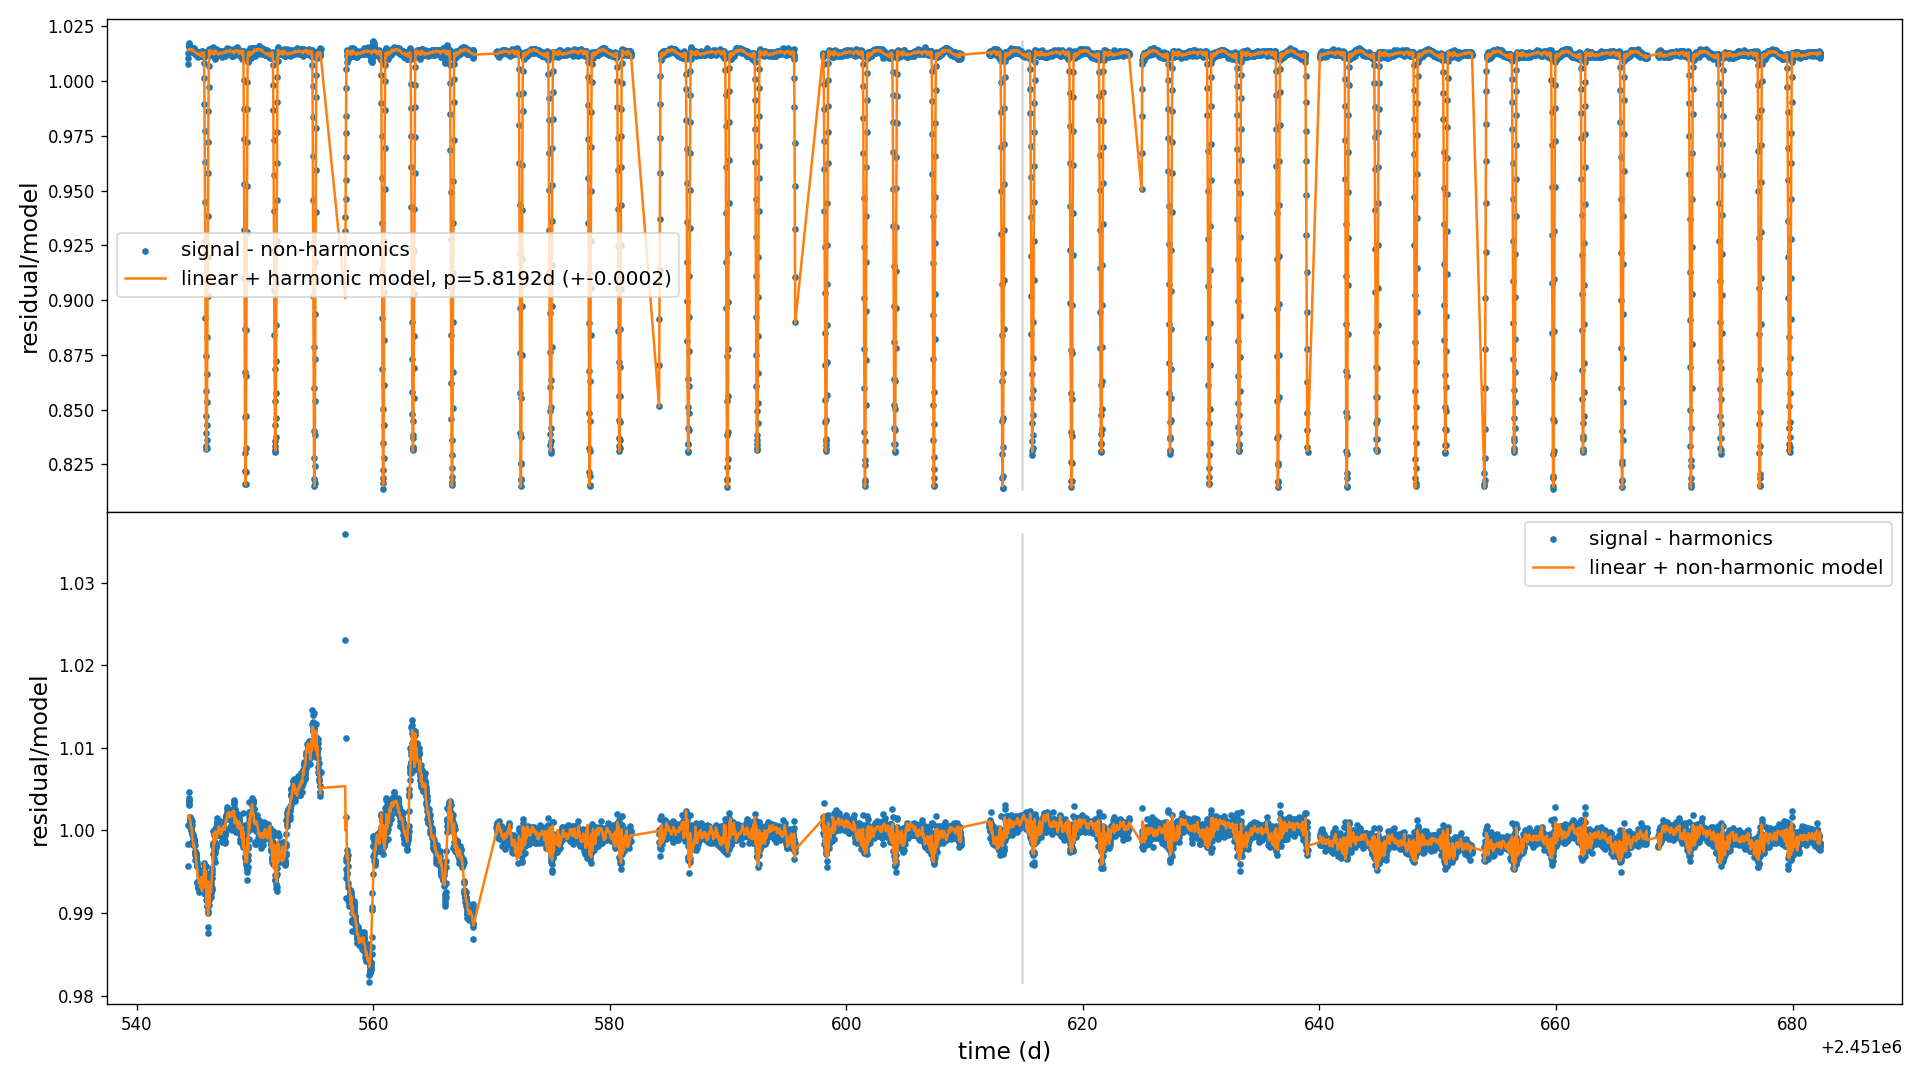 1.025
1.000
0.975
0.950
0.925
0.900
0.875
0.850
0.825
residual/model
signal - non-harmonics
linear + harmonic model, p=5.8192d (+-0.0002)
1.03
1.02
1.01
1.00
0.99
0.98
residual/model
signal - harmonics
linear + non-harmonic model
540 560 580 600 620 640 660 680
time (d)
+2.451e6